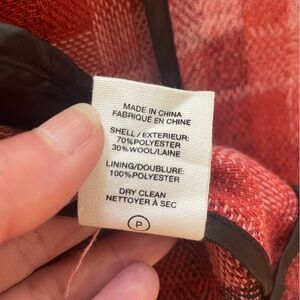 MADE IN CHINA
FABRIQUÉ EN CHINE
SHELL / EXTERIEUR:
70%POLYESTER
30%WOOL/LAINE
LINING/DOUBLURE:
100%POLYESTER
DRY CLEAN
NETTOYER À SEC
P